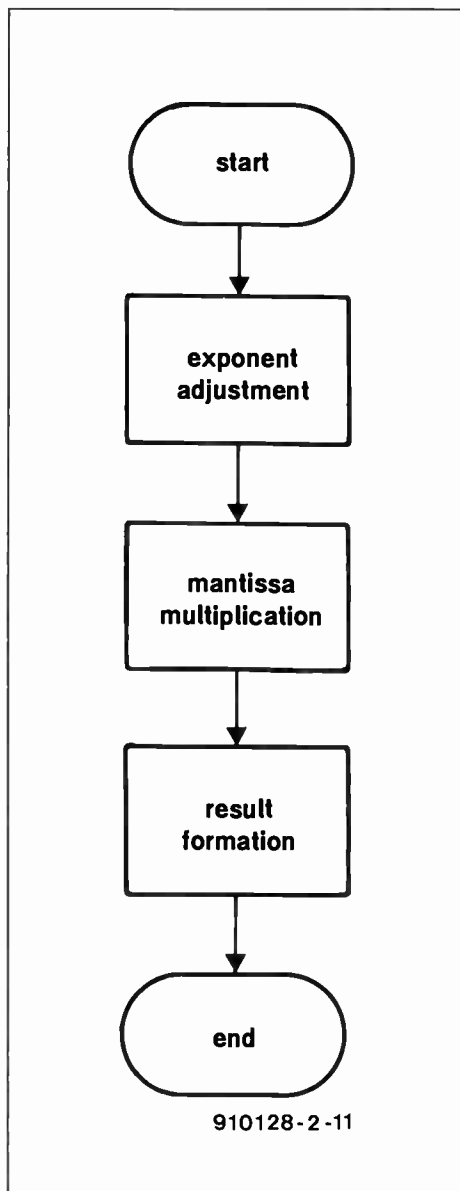 start
exponent
adjustment
mantissa
multiplication
result
formation
end
910128-2-11